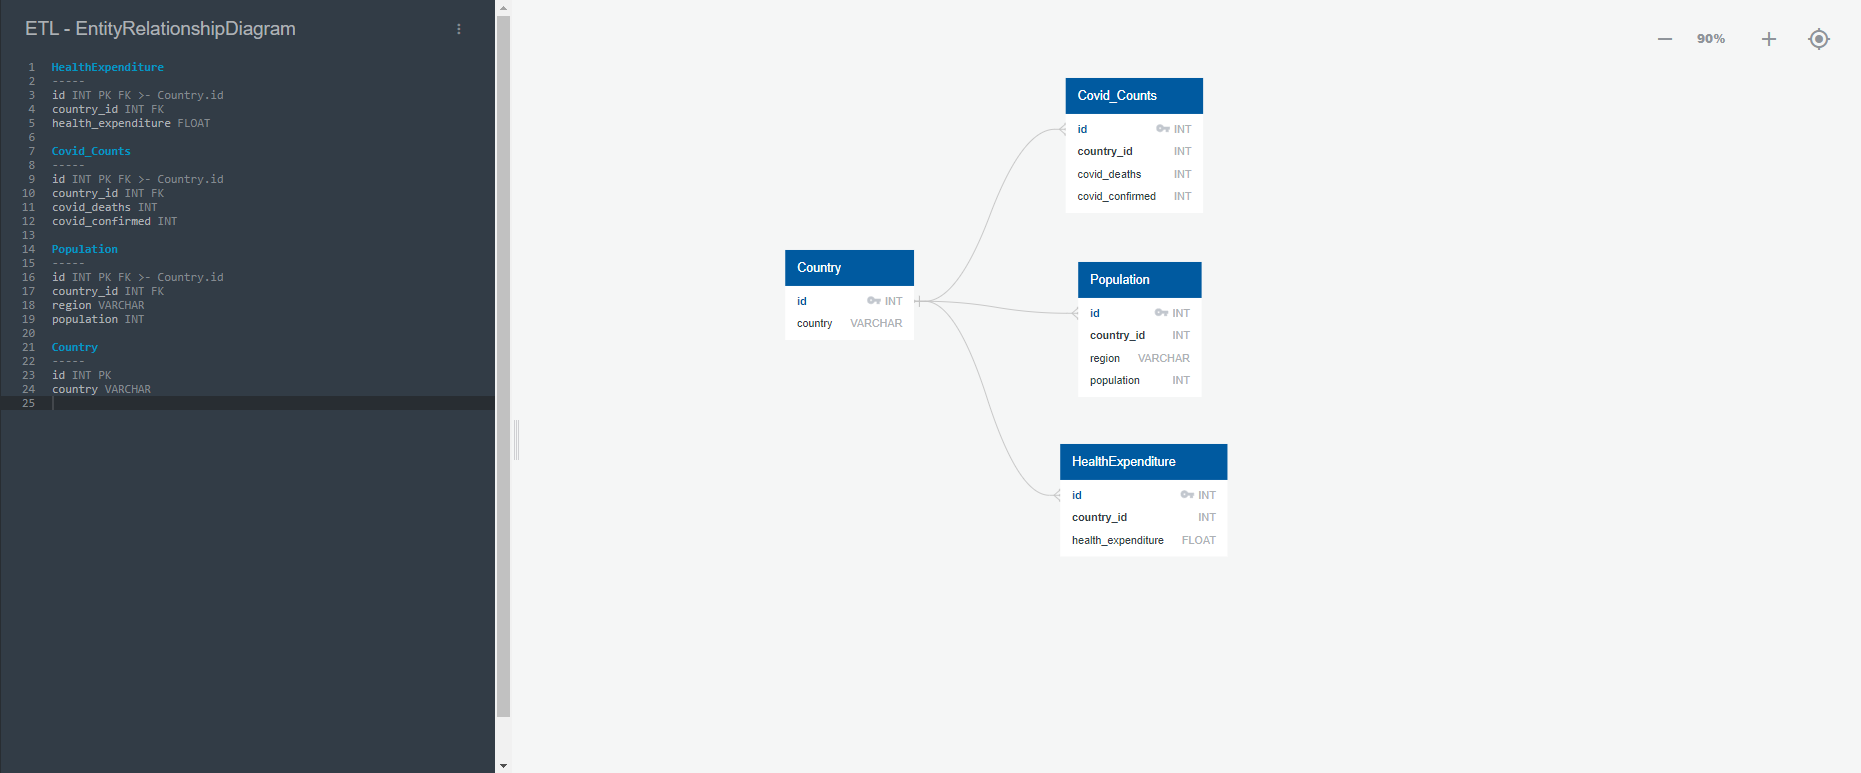 ETL - EntityRelationshipDiagram
1 HealthExpenditure
2 -----
3 id INT PK FK >- Country.id
4 country_id INT FK
5 health_expenditure FLOAT
6
7 Covid_Counts
8 -----
9 id INT PK FK >- Country.id
10 country_id INT FK
11 covid_deaths INT
12 covid_confirmed INT
13
14 Population
15 -----
16 id INT PK FK >- Country.id
17 country_id INT FK
18 region VARCHAR
19 population INT
20
21 Country
22 -----
23 id INT PK
24 country VARCHAR
25
90%
Covid_Counts
id INT
country_id INT
covid_deaths INT
covid_confirmed INT
Country
id INT
country VARCHAR
Population
id INT
country_id INT
region VARCHAR
population INT
HealthExpenditure
id INT
country_id INT
health_expenditure FLOAT